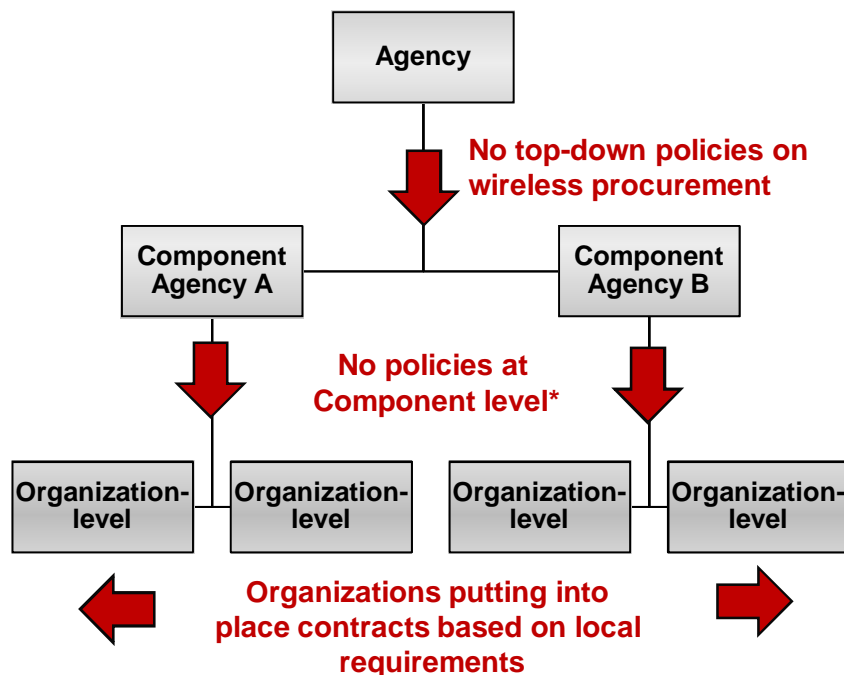 Agency
No top-down policies on
wireless procurement
Component
Agency A
Component
Agency B
No policies at
Component level*
Organization-
level
Organization-
level
Organization-
level
Organization-
level
Organizations putting into
place contracts based on local
requirements